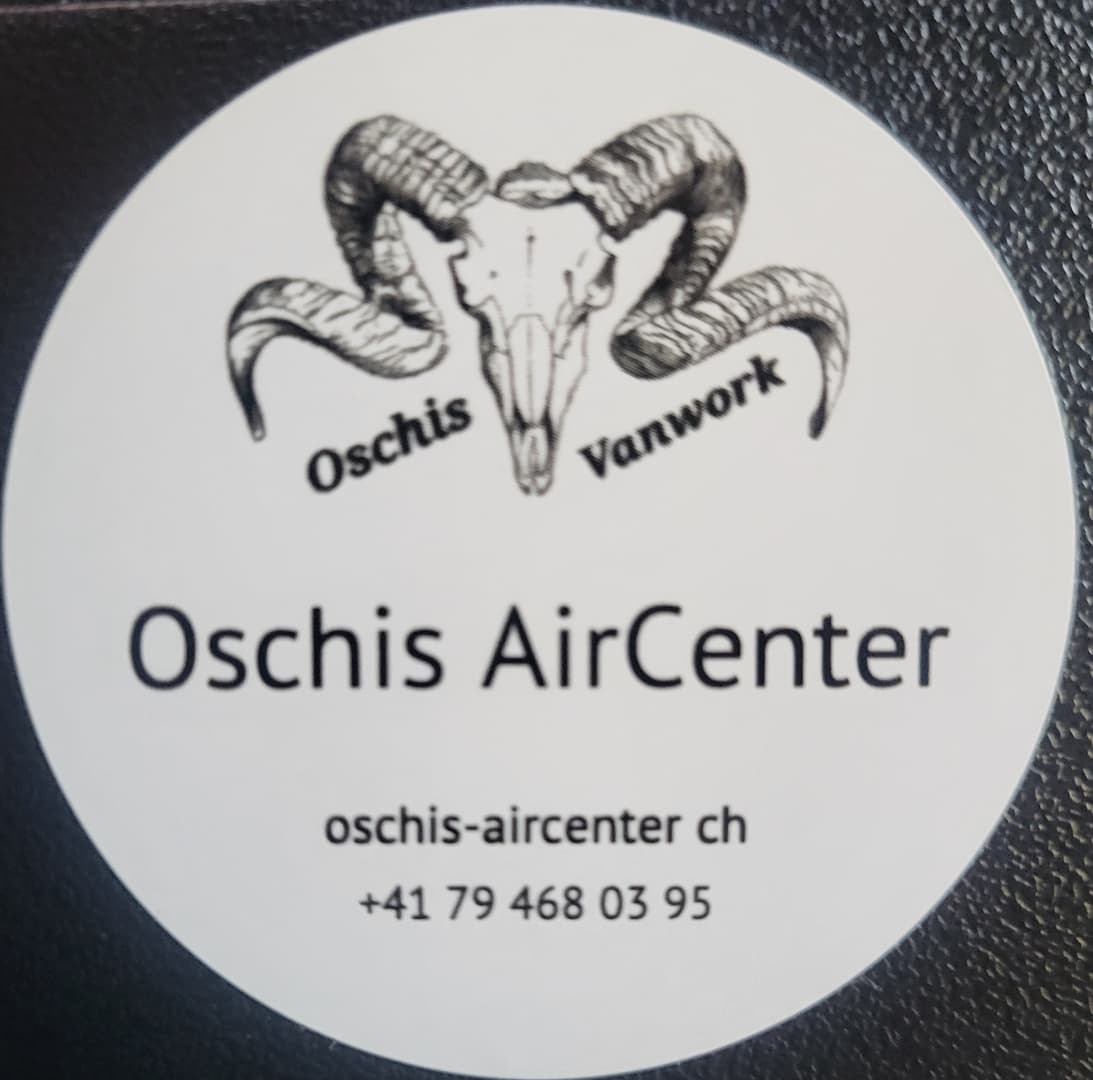 Oschis Vanwork
Oschis AirCenter
oschis-aircenter ch
+41 79 468 03 95